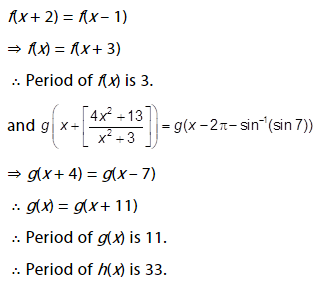 f(x + 2) = f(x – 1)
⇒ f(x) = f(x + 3)
∴ Period of f(x) is 3.
and g(x + [(4x² + 13)/(x² + 3)]) = g(x – 2π – sin⁻¹(sin 7))
⇒ g(x + 4) = g(x – 7)
∴ g(x) = g(x + 11)
∴ Period of g(x) is 11.
∴ Period of h(x) is 33.